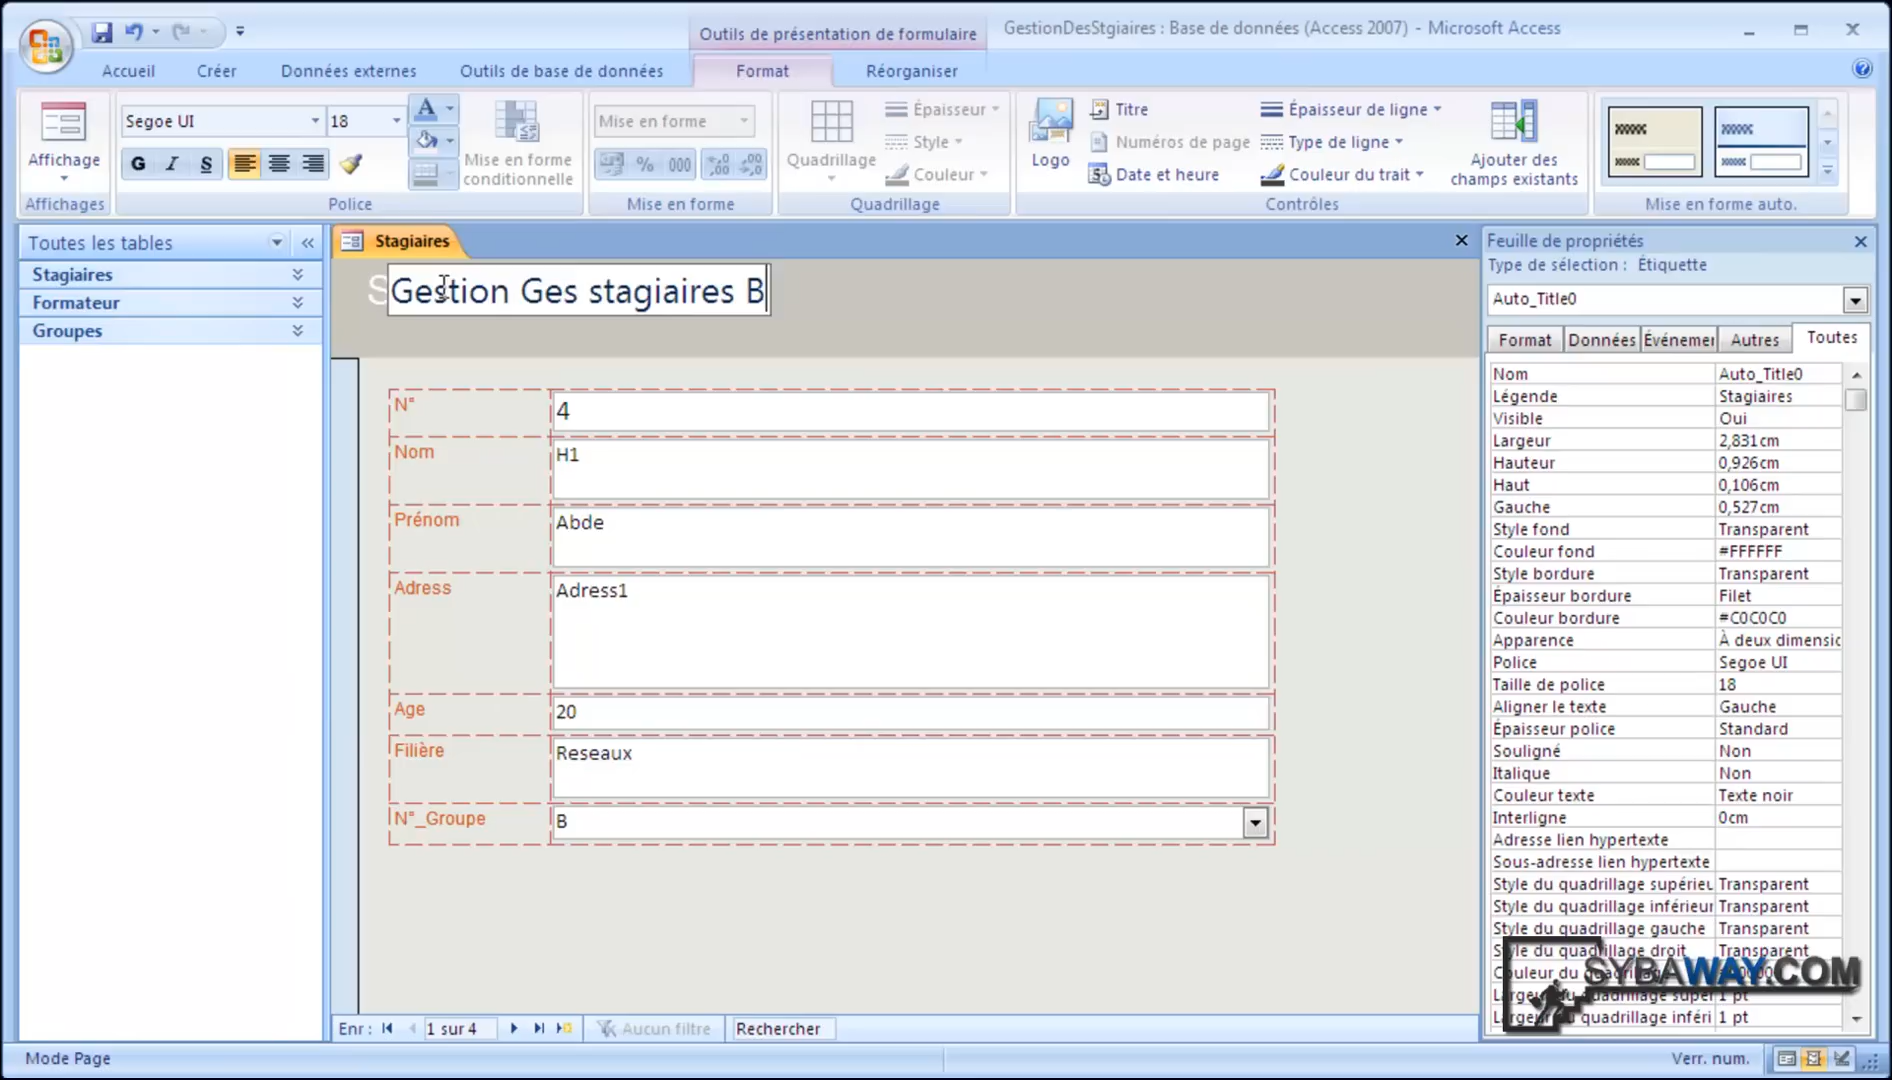 Outils de présentation de formulaire
GestionDesStgiaires : Base de données (Access 2007) - Microsoft Access
Accueil Créer Données externes Outils de base de données Format Réorganiser
Affichage
Affichages
Segoe UI 18
G I S
Police
Mise en forme conditionnelle
Mise en forme
% 000
Mise en forme
Quadrillage
Épaisseur
Style
Couleur
Quadrillage
Logo
Titre
Numéros de page
Date et heure
Épaisseur de ligne
Type de ligne
Couleur du trait
Ajouter des champs existants
Contrôles
Mise en forme auto.
Toutes les tables
Stagiaires
Formateur
Groupes
Stagiaires
Gestion Ges stagiaires B
N° 4
Nom H1
Prénom Abde
Adress Adress1
Age 20
Filière Reseaux
N°_Groupe B
Enr : 1 sur 4 Aucun filtre Rechercher
Feuille de propriétés
Type de sélection : Étiquette
Auto_Title0
Format Données Événemer Autres Toutes
Nom Auto_Title0
Légende Stagiaires
Visible Oui
Largeur 2,831cm
Hauteur 0,926cm
Haut 0,106cm
Gauche 0,527cm
Style fond Transparent
Couleur fond #FFFFFF
Style bordure Transparent
Épaisseur bordure Filet
Couleur bordure #C0C0C0
Apparence À deux dimensic
Police Segoe UI
Taille de police 18
Aligner le texte Gauche
Épaisseur police Standard
Souligné Non
Italique Non
Couleur texte Texte noir
Interligne 0cm
Adresse lien hypertexte
Sous-adresse lien hypertexte
Style du quadrillage supérieu Transparent
Style du quadrillage inférieur Transparent
Style du quadrillage gauche Transparent
Style du quadrillage droit Transparent
SYBAWAY.COM
Mode Page
Verr. num.